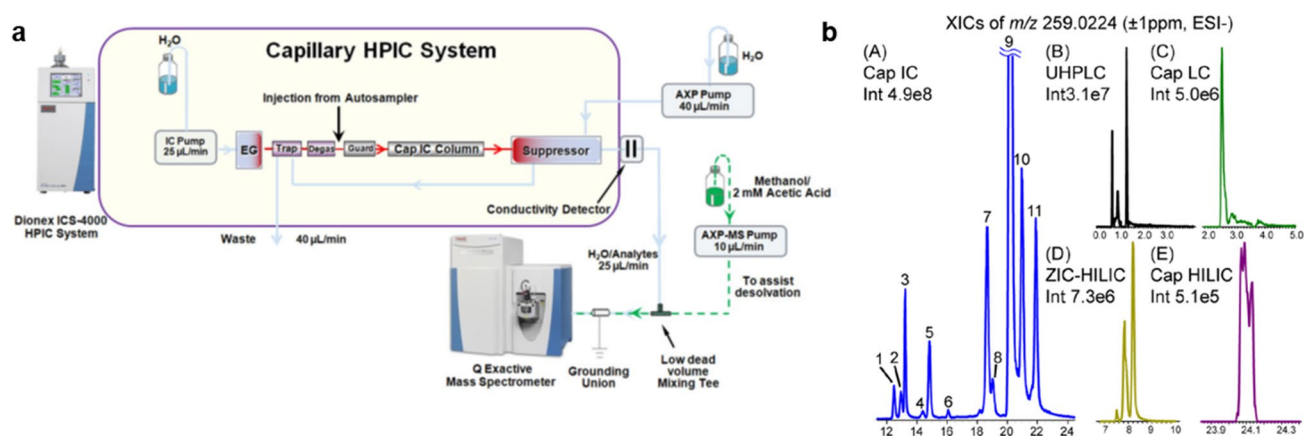 a
Capillary HPIC System
H₂O
Injection from Autosampler
IC Pump
25 µL/min
EG
Trap
Degas
Guard
Cap IC Column
Suppressor
Conductivity Detector
Dionex ICS-4000
HPIC System
Waste
40 µL/min
H₂O
AXP Pump
40 µL/min
Methanol/
2 mM Acetic Acid
AXP-MS Pump
10 µL/min
H₂O/Analytes
25 µL/min
To assist
desolvation
Q Exactive
Mass Spectrometer
Grounding
Union
Low dead
volume
Mixing Tee
b
XICs of m/z 259.0224 (±1ppm, ESI-)
(A)
Cap IC
Int 4.9e8
1
2
3
4
5
6
7
8
9
10
11
12 14 16 18 20 22 24
(B)
UHPLC
Int3.1e7
0.0 1.0 2.0 3.0
(C)
Cap LC
Int 5.0e6
2.0 3.0 4.0 5.0
(D)
ZIC-HILIC
Int 7.3e6
7 8 9 10
(E)
Cap HILIC
Int 5.1e5
23.9 24.1 24.3